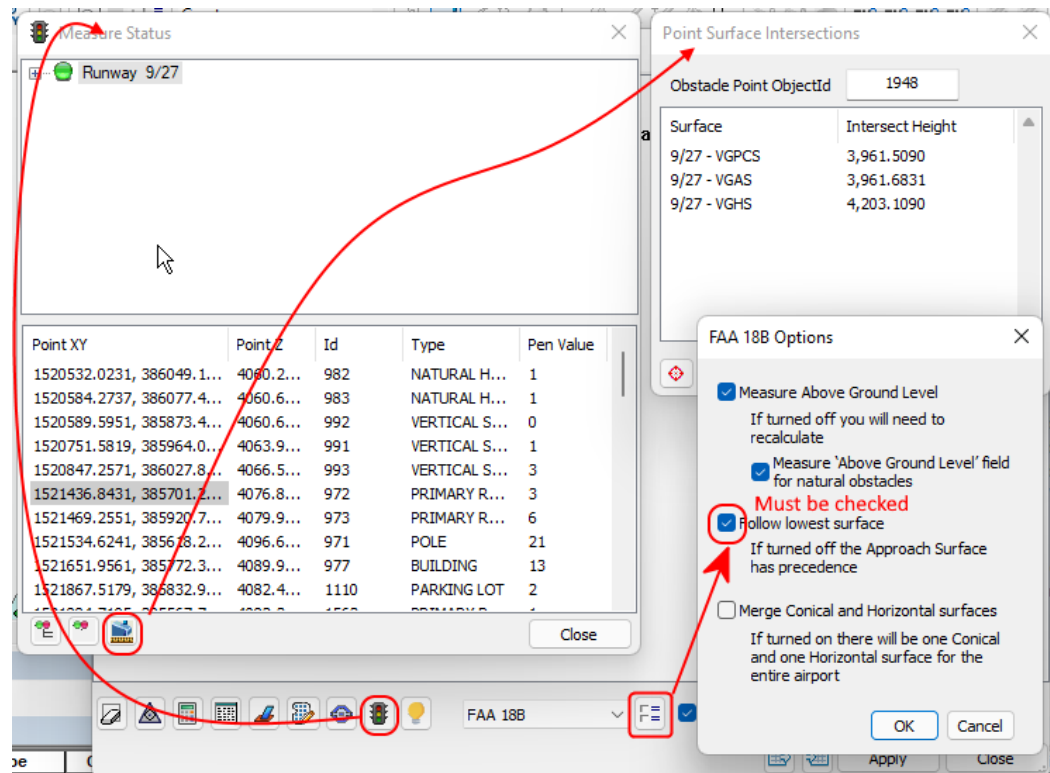 Measure Status
Runway 9/27
Point XY Point Z Id Type Pen Value
1520532.0231, 386049.1... 4060.2... 982 NATURAL H... 1
1520584.2737, 386077.4... 4060.6... 983 NATURAL H... 1
1520589.5951, 385873.4... 4060.6... 992 VERTICAL S... 0
1520751.5819, 385964.0... 4063.9... 991 VERTICAL S... 1
1520847.2571, 386027.8... 4066.5... 993 VERTICAL S... 3
1521436.8431, 385701.2... 4076.8... 972 PRIMARY R... 3
1521469.2551, 385920.7... 4079.9... 973 PRIMARY R... 6
1521534.6241, 385618.2... 4096.6... 971 POLE 21
1521651.9561, 385772.3... 4089.9... 977 BUILDING 13
1521867.5179, 385832.9... 4082.4... 1110 PARKING LOT 2
Close
Point Surface Intersections
Obstacle Point ObjectId 1948
Surface Intersect Height
9/27 - VGPCS 3,961.5090
9/27 - VGAS 3,961.6831
9/27 - VGHS 4,203.1090
FAA 18B Options
Measure Above Ground Level
If turned off you will need to
recalculate
Measure 'Above Ground Level' field
for natural obstacles
Must be checked
Follow lowest surface
If turned off the Approach Surface
has precedence
Merge Conical and Horizontal surfaces
If turned on there will be one Conical
and one Horizontal surface for the
entire airport
OK Cancel
FAA 18B
Apply Close